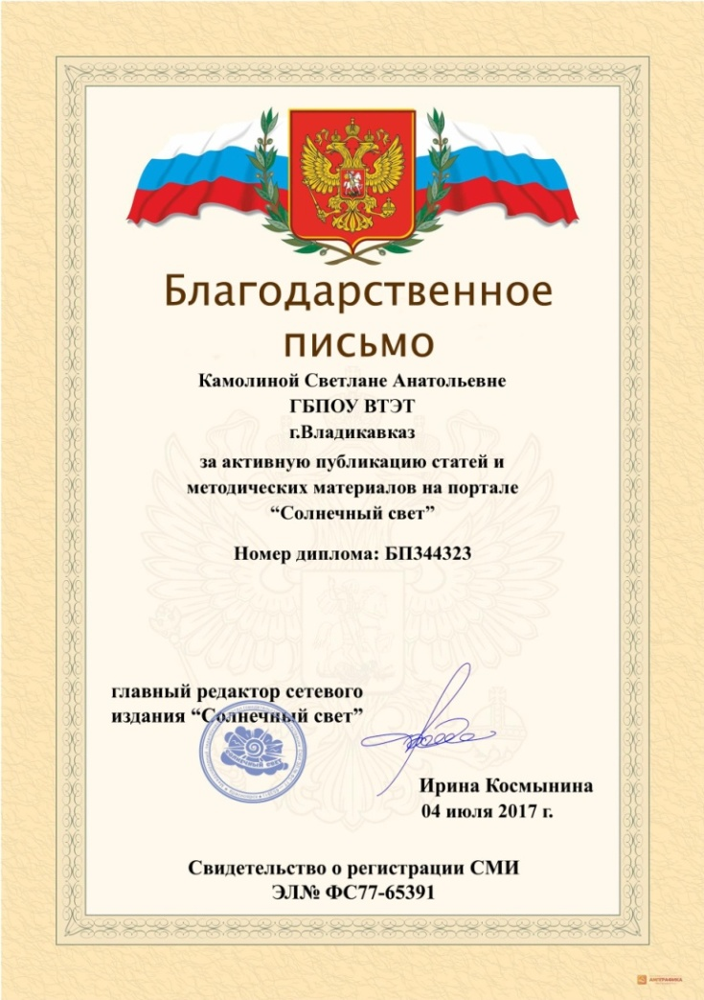 Благодарственное
письмо
Камолиной Светлане Анатольевне
ГБПОУ ВТЭТ
г.Владикавказ
за активную публикацию статей и
методических материалов на портале
“Солнечный свет”
Номер диплома: БП344323
главный редактор сетевого
издания “Солнечный свет”
Ирина Космынина
04 июля 2017 г.
Свидетельство о регистрации СМИ
ЭЛ№ ФС77-65391